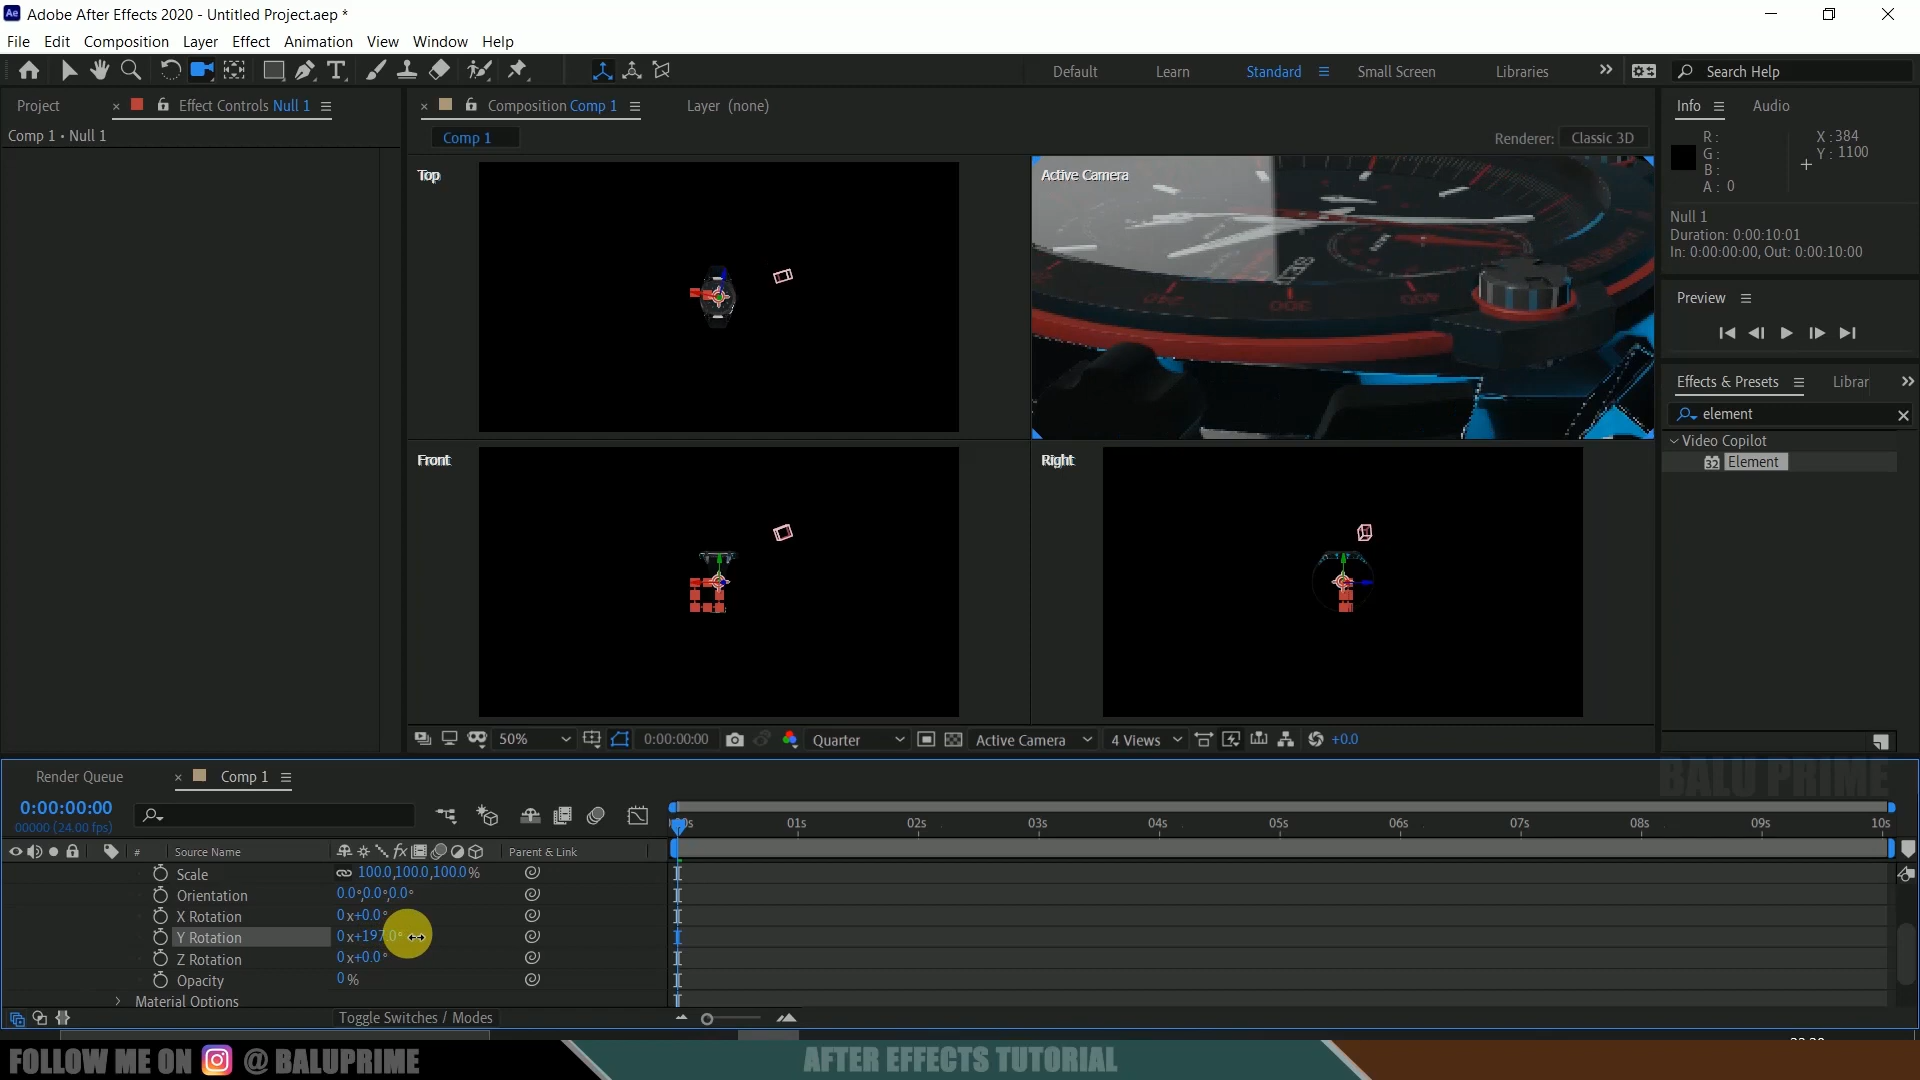 Adobe After Effects 2020 - Untitled Project.aep *
File Edit Composition Layer Effect Animation View Window Help
Default Learn Standard Small Screen Libraries Search Help
Project Effect Controls Null 1 Composition Comp 1 Layer (none) Info Audio
Comp 1 • Null 1
Comp 1
Renderer: Classic 3D
R:
G:
B:
A: 0
X: 384
Y: 1100
Top
Active Camera
Null 1
Duration: 0:00:10:01
In: 0:00:00:00, Out: 0:00:10:00
Preview
Effects & Presets Librar
element
Video Copilot
32 Element
Front
Right
50% 0:00:00:00 Quarter Active Camera 4 Views +0.0
Render Queue Comp 1
BALU PRIME
0:00:00:00
00000 (24.00 fps)
01s 02s 03s 04s 05s 06s 07s 08s 09s 10s
# Source Name Parent & Link
Scale 100.0,100.0,100.0%
Orientation 0.0°,0.0°,0.0°
X Rotation 0x+0.0°
Y Rotation 0x+197.0°
Z Rotation 0x+0.0°
Opacity 0%
Material Options
Toggle Switches / Modes
FOLLOW ME ON @ BALUPRIME
AFTER EFFECTS TUTORIAL